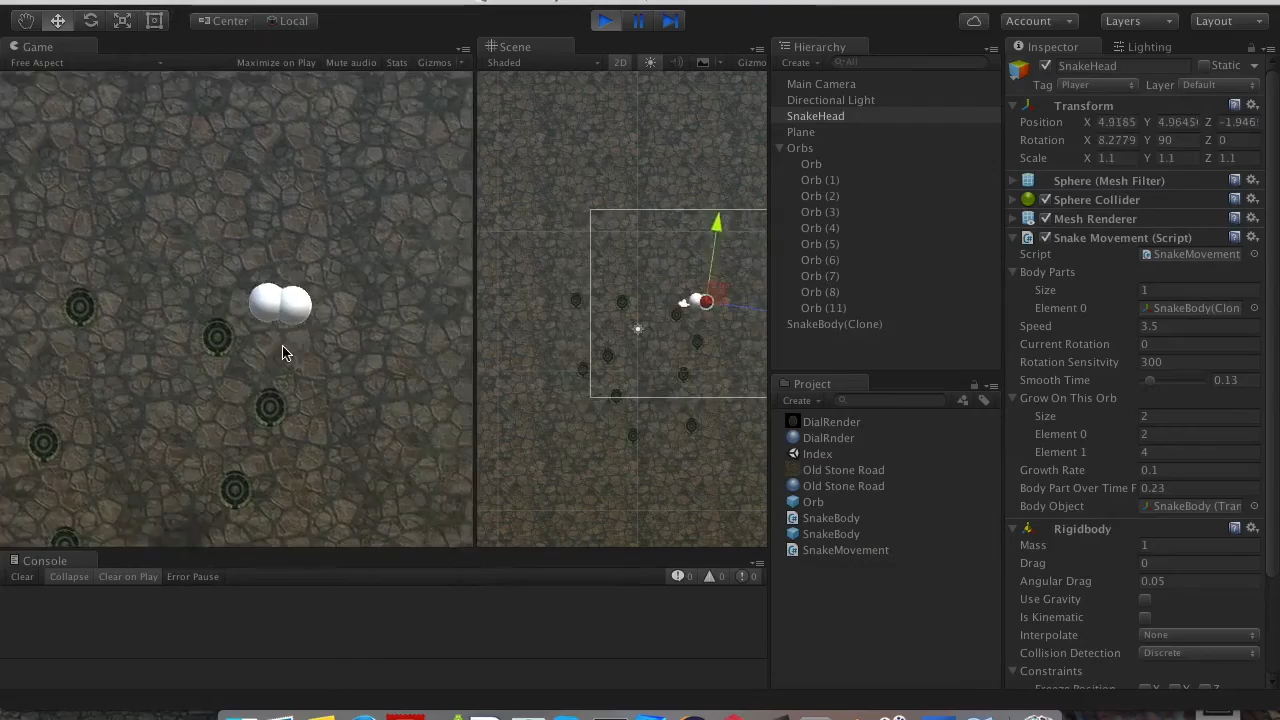 Center
Local
Account
Layers
Layout
Game
Free Aspect
Maximize on Play
Mute audio
Stats
Gizmos
Scene
Shaded
2D
Gizmo
Hierarchy
Create
All
Main Camera
Directional Light
SnakeHead
Plane
Orbs
Orb
Orb (1)
Orb (2)
Orb (3)
Orb (4)
Orb (5)
Orb (6)
Orb (7)
Orb (8)
Orb (11)
SnakeBody(Clone)
Project
Create
DialRender
DialRnder
Index
Old Stone Road
Old Stone Road
Orb
SnakeBody
SnakeBody
SnakeMovement
Inspector
Lighting
SnakeHead
Static
Tag Player Layer Default
Transform
Position X 4.9185 Y 4.9645 Z -1.946
Rotation X 8.2779 Y 90 Z 0
Scale X 1.1 Y 1.1 Z 1.1
Sphere (Mesh Filter)
Sphere Collider
Mesh Renderer
Snake Movement (Script)
Script SnakeMovement
Body Parts
Size 1
Element 0 SnakeBody(Clon
Speed 3.5
Current Rotation 0
Rotation Sensitvity 300
Smooth Time 0.13
Grow On This Orb
Size 2
Element 0 2
Element 1 4
Growth Rate 0.1
Body Part Over Time F 0.23
Body Object SnakeBody (Tran
Rigidbody
Mass 1
Drag 0
Angular Drag 0.05
Use Gravity
Is Kinematic
Interpolate None
Collision Detection Discrete
Constraints
Console
Clear
Collapse
Clear on Play
Error Pause
0
0
0